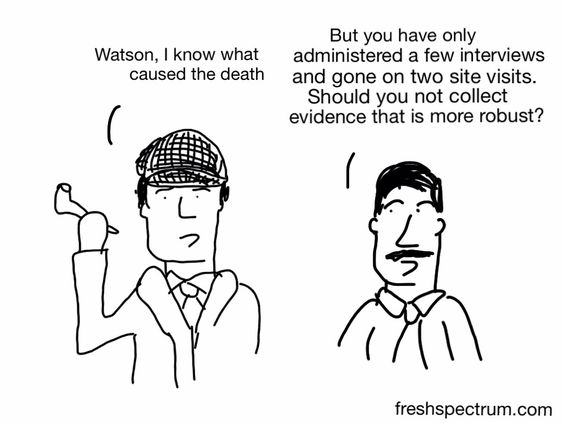 Watson, I know what
caused the death
But you have only
administered a few interviews
and gone on two site visits.
Should you not collect
evidence that is more robust?
freshspectrum.com